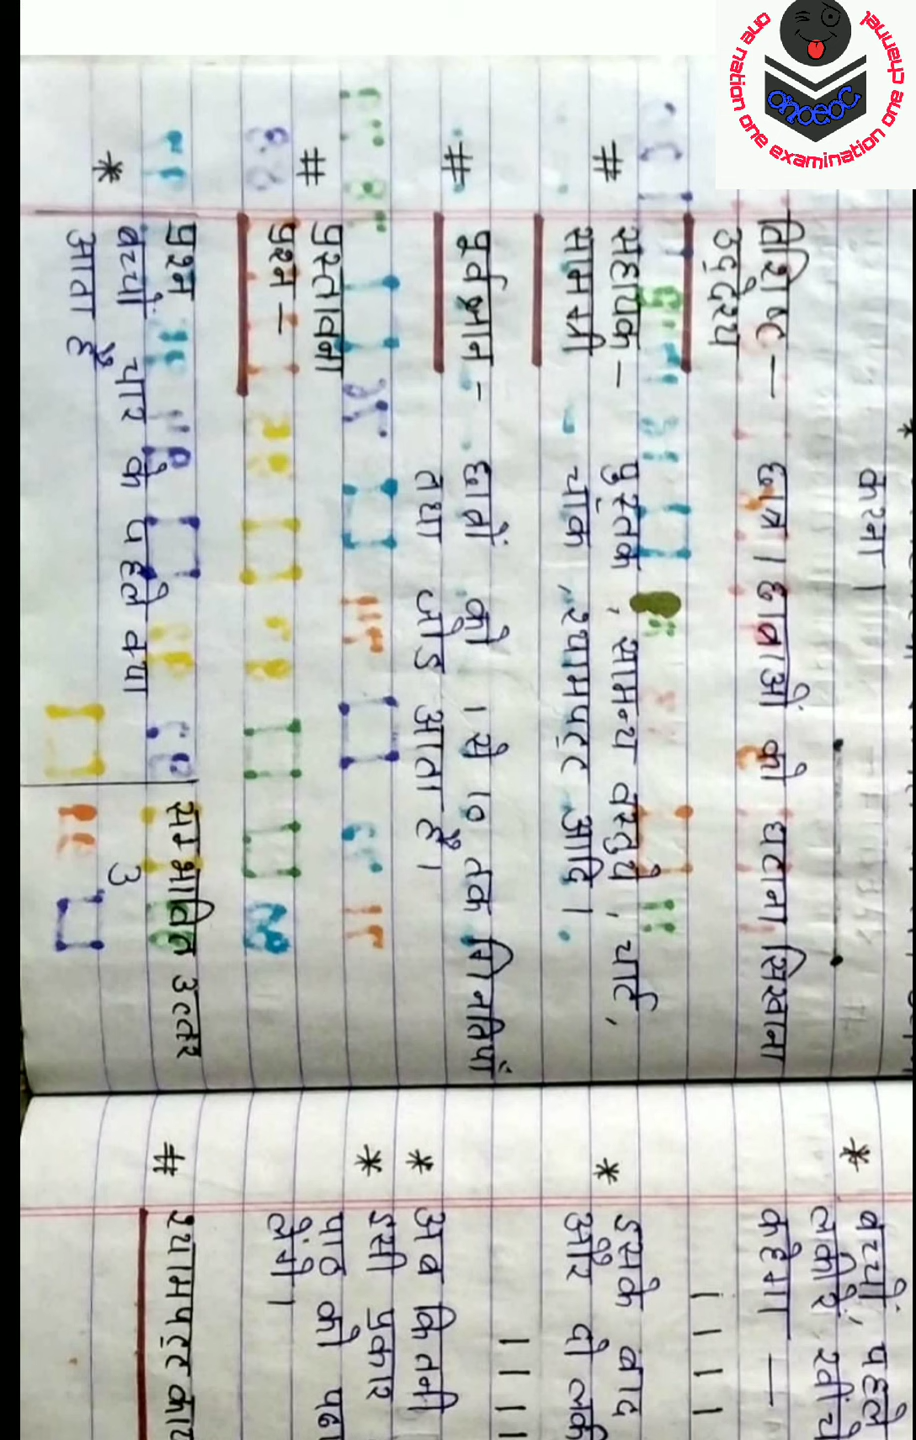 one nation one examination one channel
onoeoc
करना।
विशिष्ट – छात्र।छात्राओं को घटाना सिखाना
उद्देश्य
# सहायक – पुस्तक, सामन्य वस्तुये, चार्ट,
सामग्री चाक, श्यामपट्ट आदि।
# पूर्वज्ञान – छात्रों को 1 से 10 तक गिनतियाँ
तथा जोड आता है।
# प्रस्तावना
प्रश्न –
प्रश्न सम्भावित उत्तर
* बच्चों चार के पहले क्या 3
आता है
* बच्चों, पहले
लकीरे खींचे
कहेगा —
| | | |
* इसके बाद
और दो लकी
| | | |
* अब कितनी
* इसी प्रकार
पाठ को पढा
लेंगे।
# श्यामपट्ट कार्य